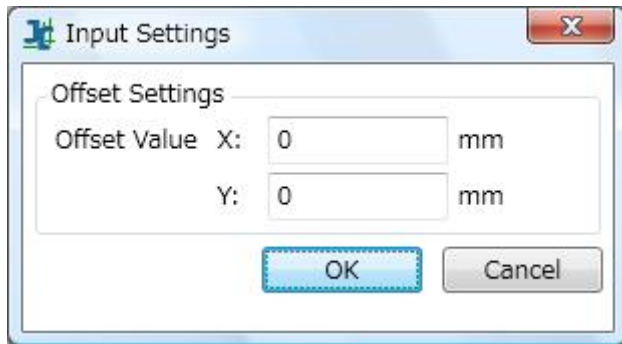 Input Settings
Offset Settings
Offset Value X: 0 mm
Y: 0 mm
OK Cancel